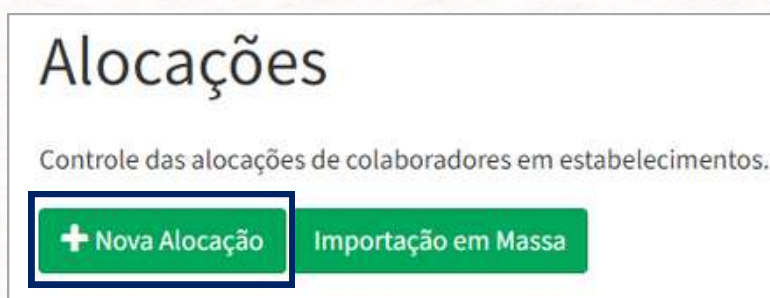 Alocações
Controle das alocações de colaboradores em estabelecimentos.
+ Nova Alocação Importação em Massa